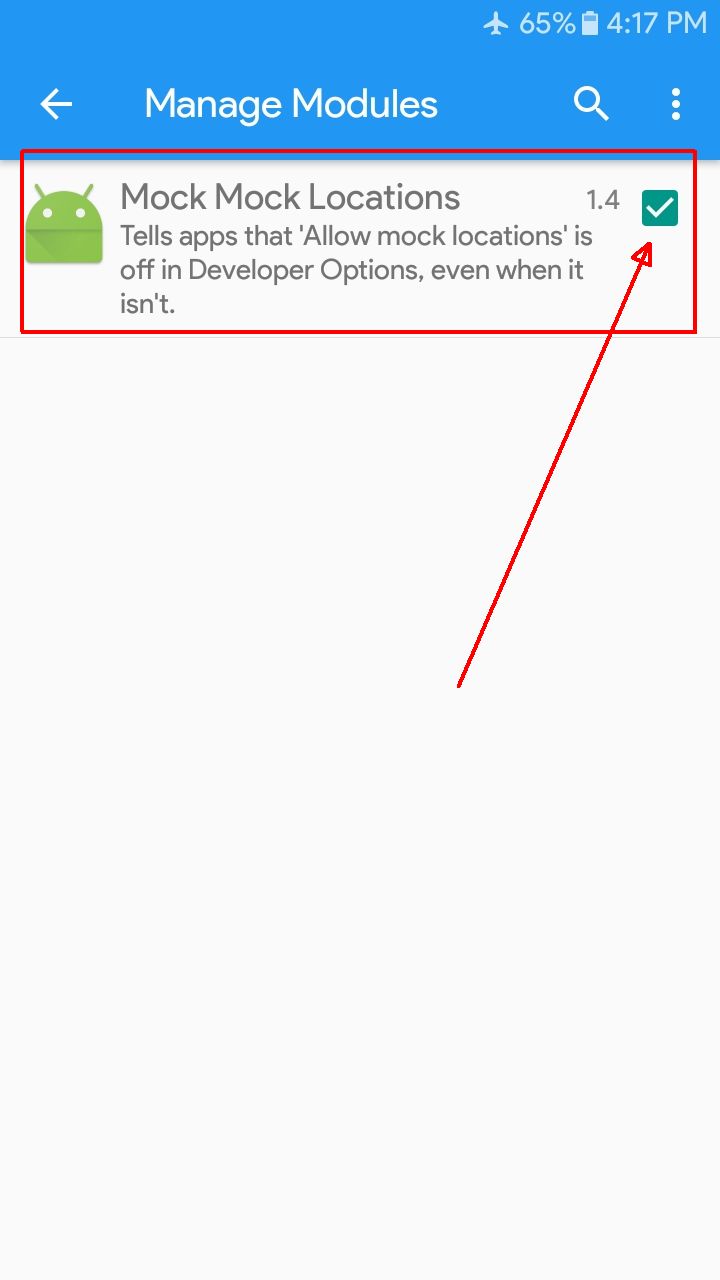 65% 4:17 PM
Manage Modules
Mock Mock Locations 1.4
Tells apps that 'Allow mock locations' is
off in Developer Options, even when it
isn't.